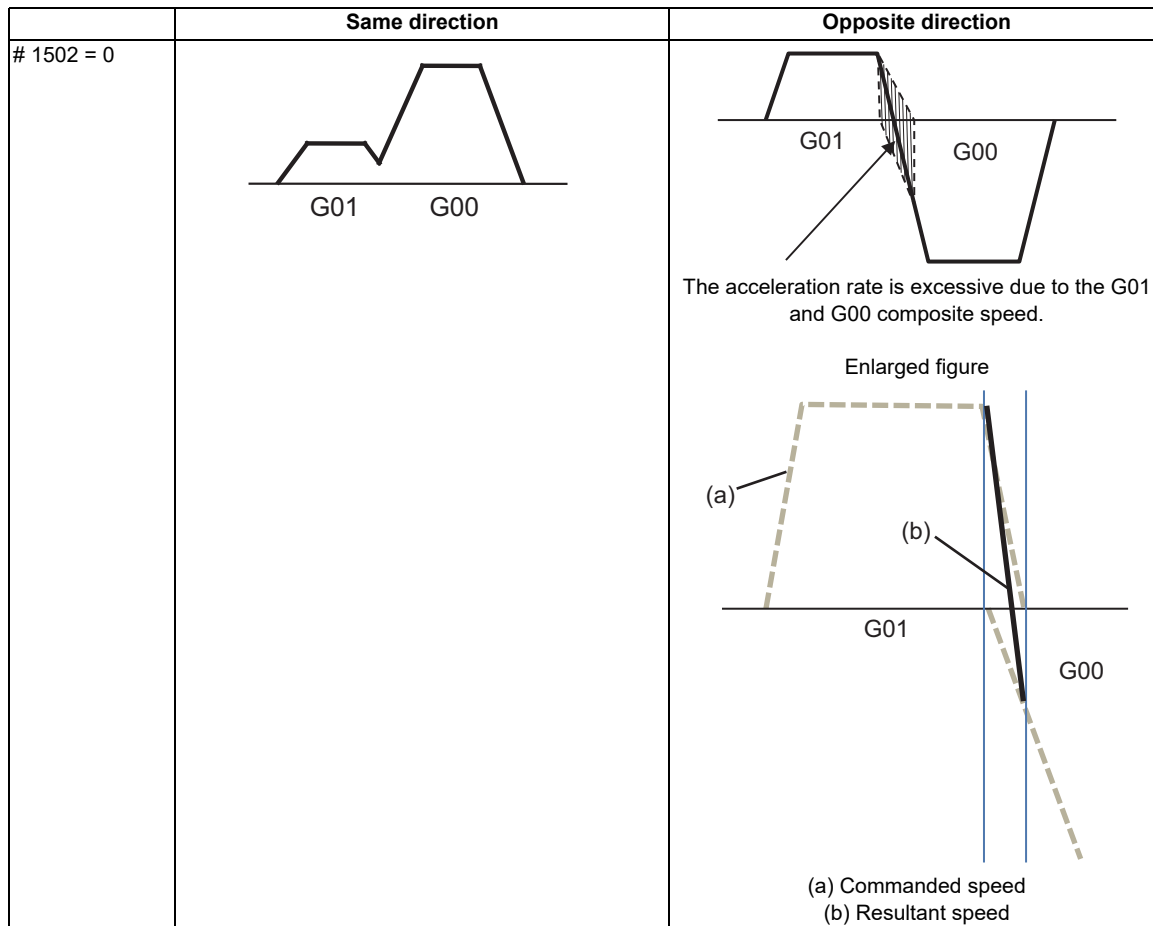 Same direction
Opposite direction
# 1502 = 0
G01
G00
G01
G00
The acceleration rate is excessive due to the G01
and G00 composite speed.
Enlarged figure
(a)
(b)
G01
G00
(a) Commanded speed
(b) Resultant speed